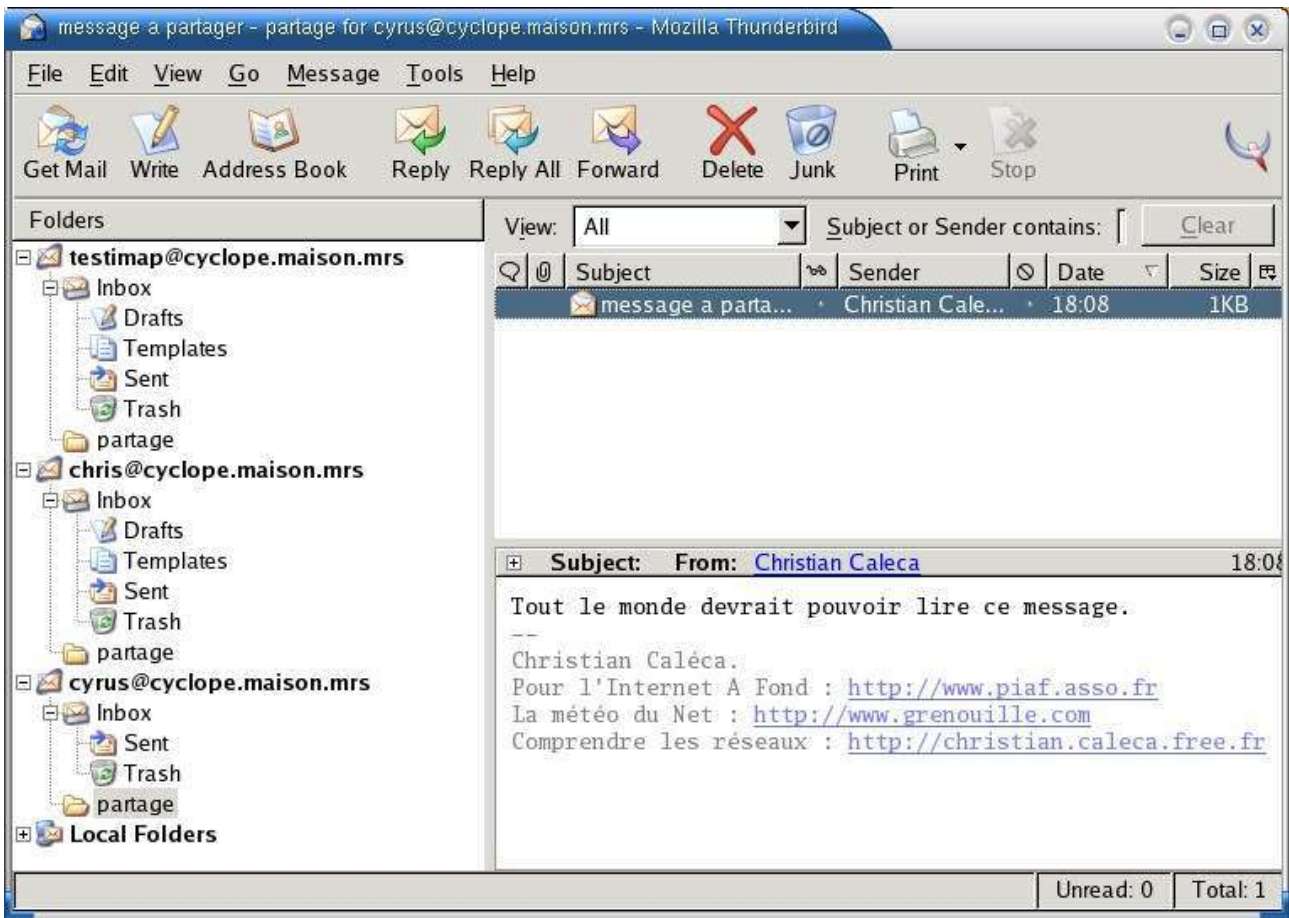 message a partager - partage for cyrus@cyclope.maison.mrs - Mozilla Thunderbird
File Edit View Go Message Tools Help
Get Mail Write Address Book Reply Reply All Forward Delete Junk Print Stop
Folders
testimap@cyclope.maison.mrs
Inbox
Drafts
Templates
Sent
Trash
partage
chris@cyclope.maison.mrs
Inbox
Drafts
Templates
Sent
Trash
partage
cyrus@cyclope.maison.mrs
Inbox
Sent
Trash
partage
Local Folders
View: All Subject or Sender contains: Clear
Subject Sender Date Size
message a parta... Christian Cale... 18:08 1KB
Subject: From: Christian Caleca 18:08
Tout le monde devrait pouvoir lire ce message.
--
Christian Caléca.
Pour l'Internet A Fond : http://www.piaf.asso.fr
La météo du Net : http://www.grenouille.com
Comprendre les réseaux : http://christian.caleca.free.fr
Unread: 0 Total: 1